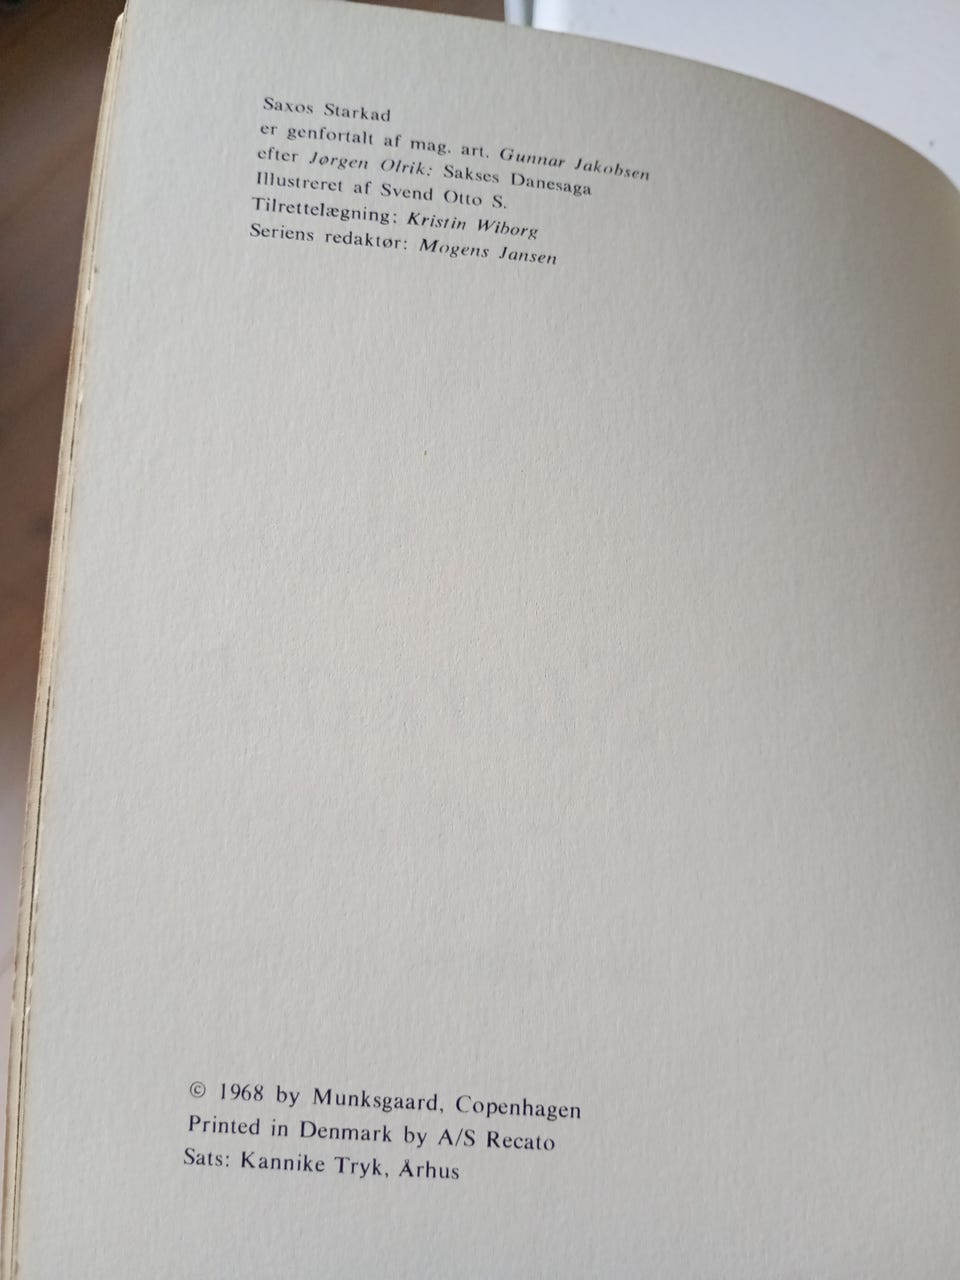 Saxos Starkad
er genfortalt af mag. art. Gunnar Jakobsen
efter Jørgen Olrik: Sakses Danesaga
Illustreret af Svend Otto S.
Tilrettelægning: Kristin Wiborg
Seriens redaktør: Mogens Jansen
© 1968 by Munksgaard, Copenhagen
Printed in Denmark by A/S Recato
Sats: Kannike Tryk, Århus